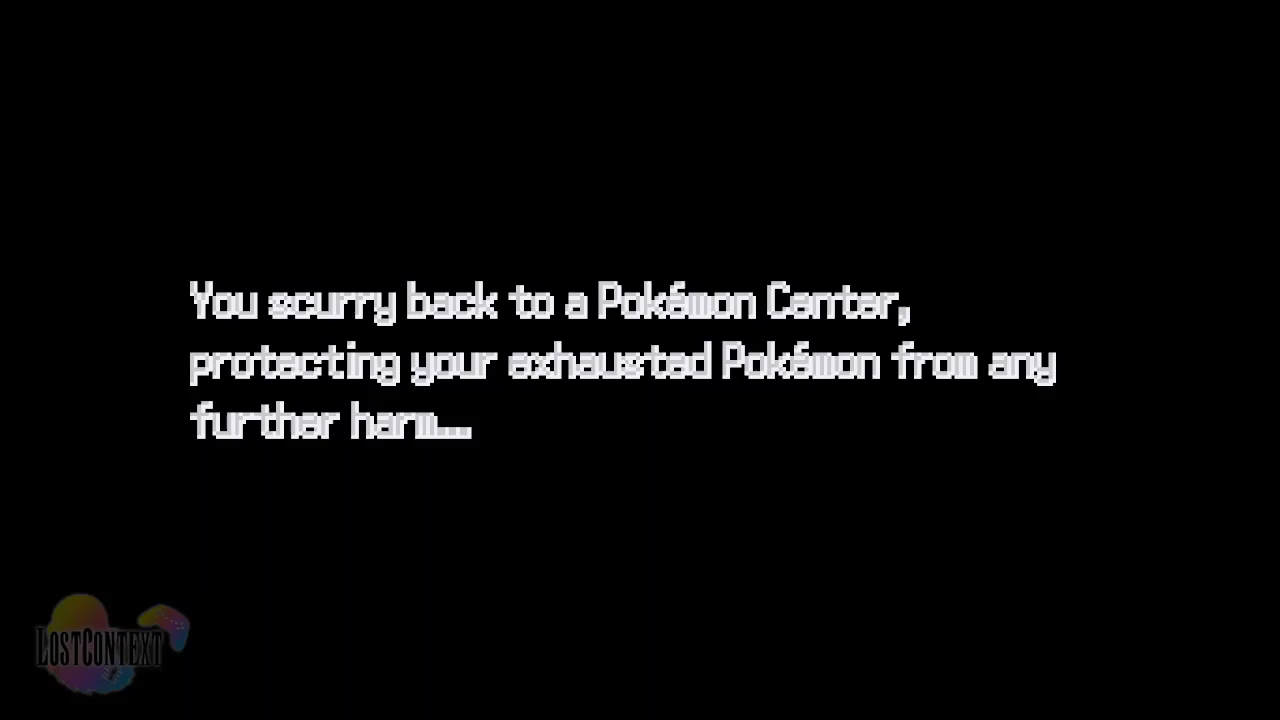 You scurry back to a Pokémon Center,
protecting your exhausted Pokémon from any
further harm...
LOSTCONTEXT